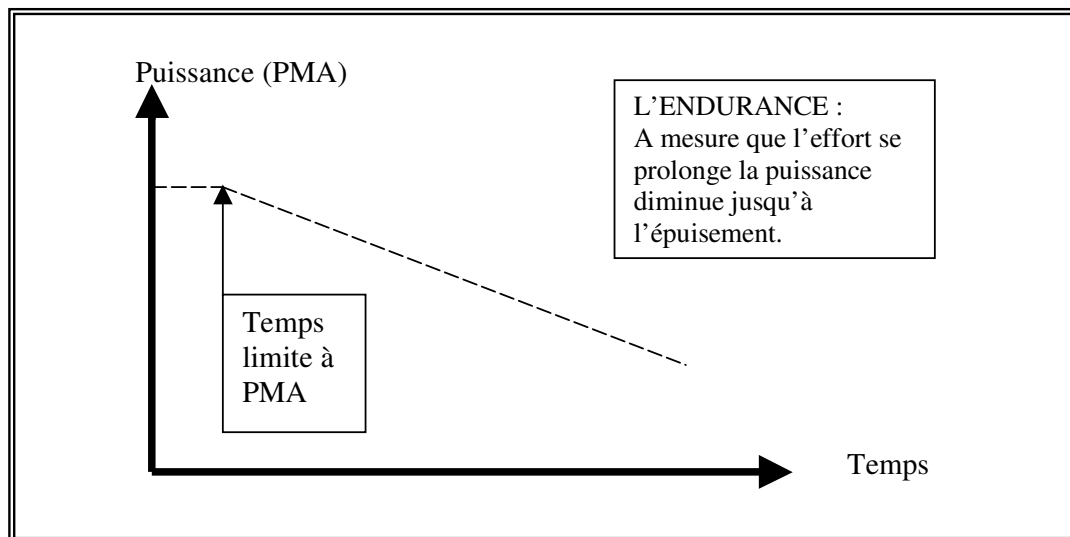 Puissance (PMA)
L'ENDURANCE :
A mesure que l'effort se
prolonge la puissance
diminue jusqu'à
l'épuisement.
Temps
limite à
PMA
Temps